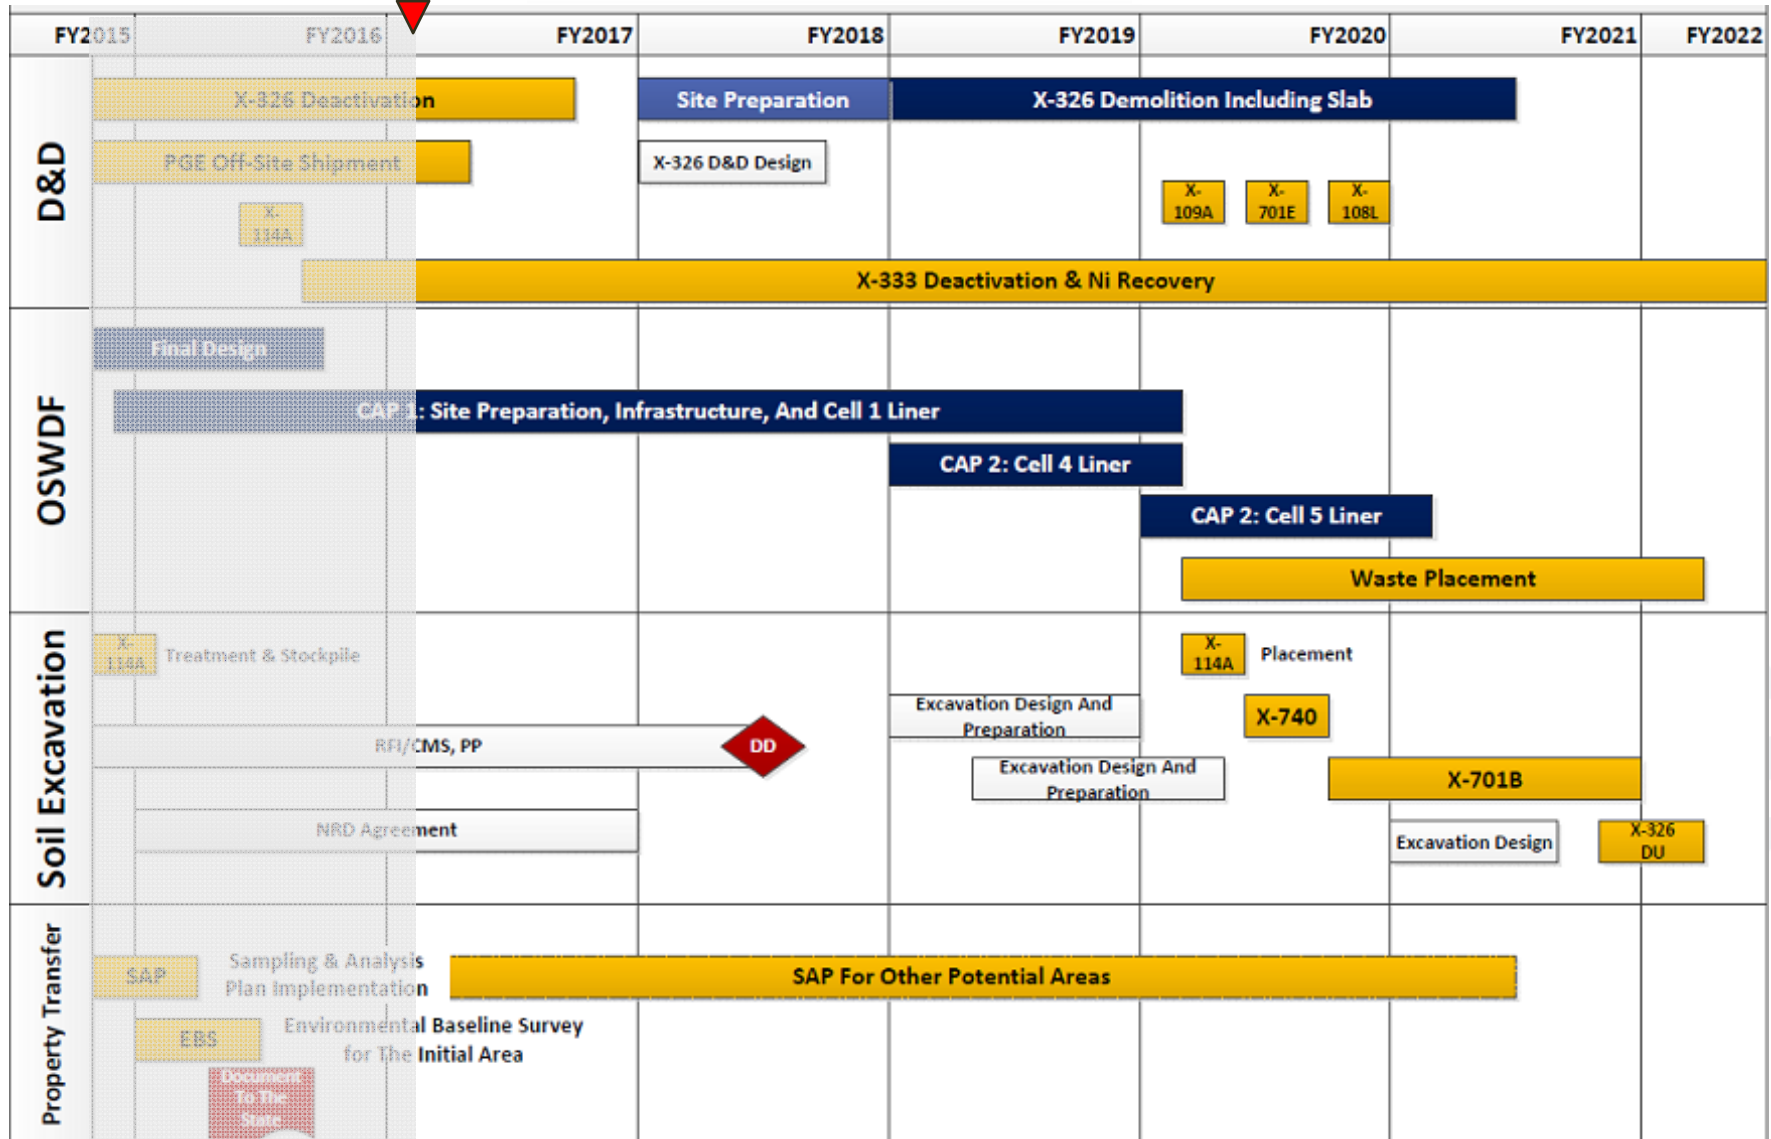 FY2015 FY2016 FY2017 FY2018 FY2019 FY2020 FY2021 FY2022
D&D
X-326 Deactivation
Site Preparation
X-326 Demolition Including Slab
PGE Off-Site Shipment
X-326 D&D Design
X-
109A
X-
701E
X-
108L
X-
114A
X-333 Deactivation & Ni Recovery
OSWDF
Final Design
CAP 1: Site Preparation, Infrastructure, And Cell 1 Liner
CAP 2: Cell 4 Liner
CAP 2: Cell 5 Liner
Waste Placement
Soil Excavation
X-
114A
Treatment & Stockpile
X-
114A
Placement
Excavation Design And
Preparation
X-740
RFI/CMS, PP
DD
Excavation Design And
Preparation
X-701B
NRD Agreement
Excavation Design
X-326
DU
Property Transfer
SAP
Sampling & Analysis
Plan Implementation
SAP For Other Potential Areas
EBS
Environmental Baseline Survey
for The Initial Area
Document
To The
State